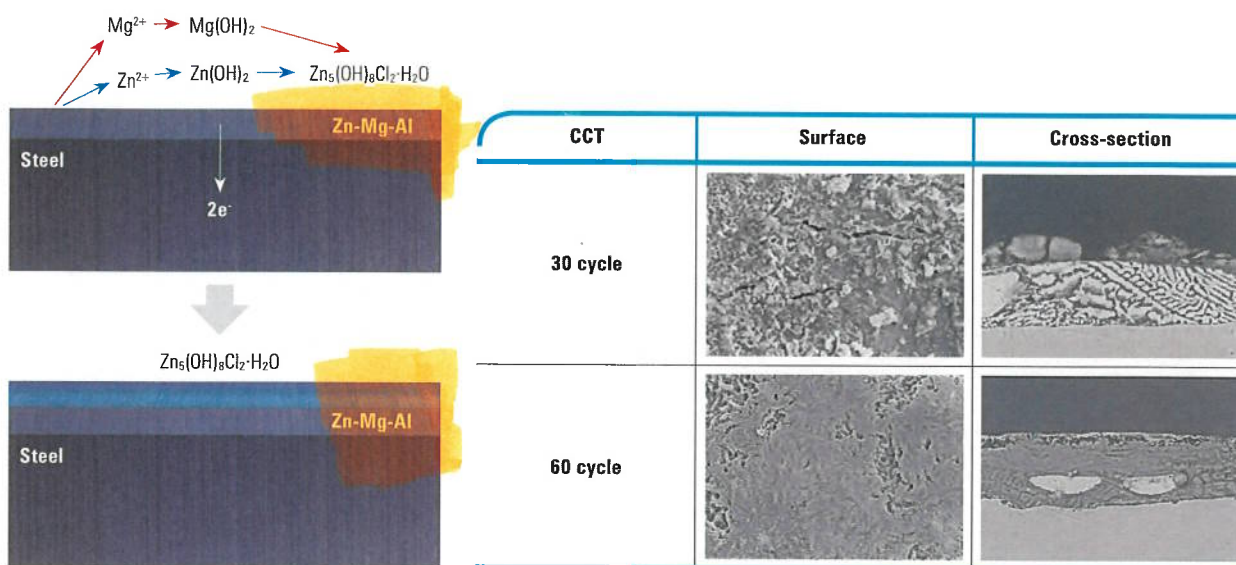 Mg²⁺ → Mg(OH)₂
Zn²⁺ → Zn(OH)₂ → Zn₅(OH)₈Cl₂·H₂O
Zn-Mg-Al
Steel
2e⁻
Zn₅(OH)₈Cl₂·H₂O
Zn-Mg-Al
Steel
CCT Surface Cross-section
30 cycle
60 cycle